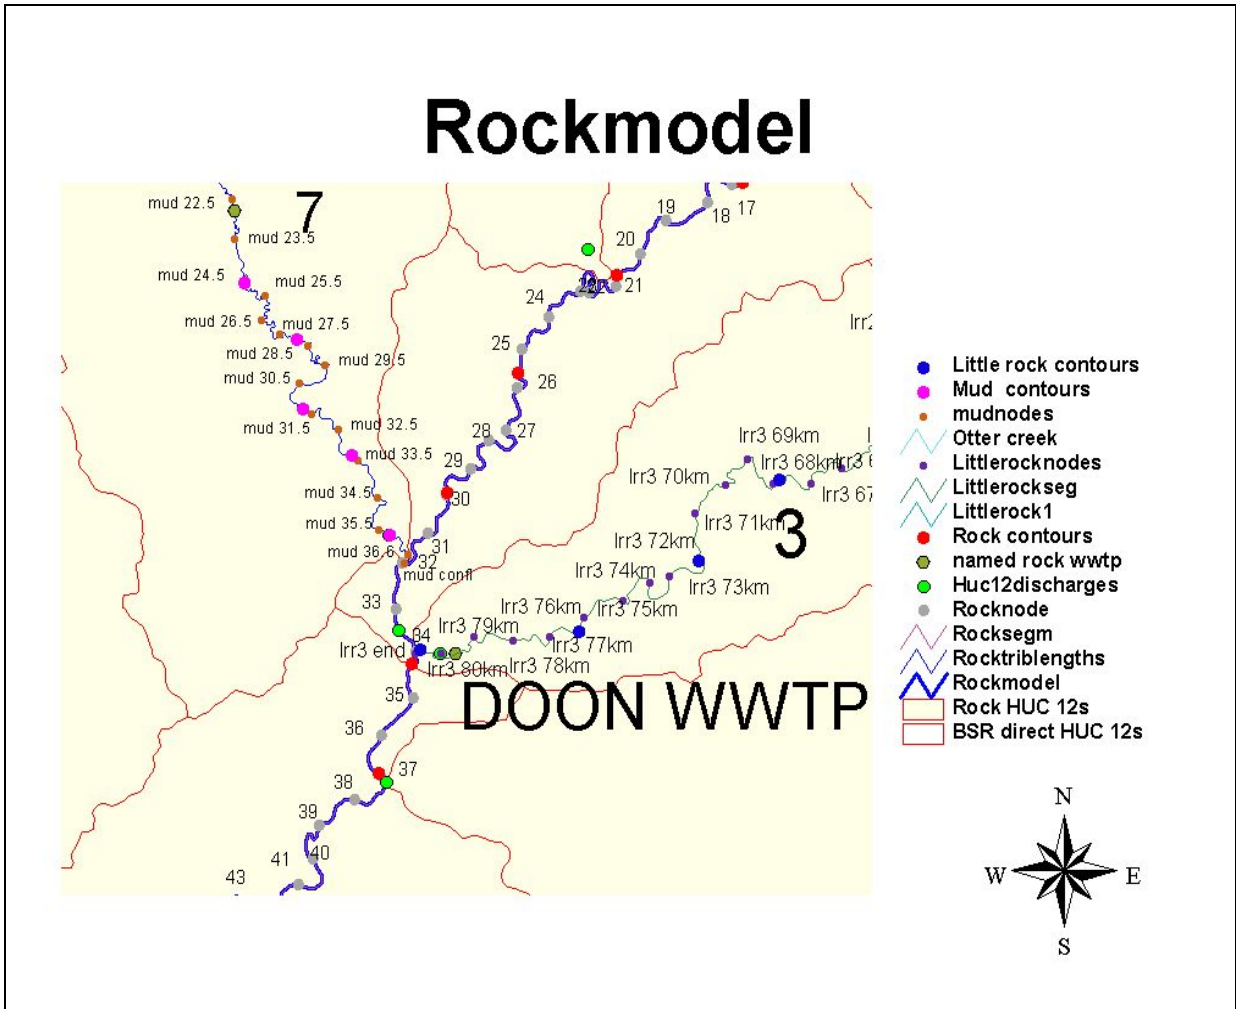 Rockmodel
7
mud 22.5
mud 23.5
mud 24.5
mud 25.5
mud 26.5
mud 27.5
mud 28.5
mud 29.5
mud 30.5
mud 31.5
mud 32.5
mud 33.5
mud 34.5
mud 35.5
mud 36.6
mud confl
17
18
19
20
21
24
25
26
27
28
29
30
31
32
33
34
35
36
37
38
39
40
41
43
lrr3 69km
lrr3 68km
lrr3 70km
lrr3 67
lrr3 71km
3
lrr3 72km
lrr3 74km
lrr3 73km
lrr3 76km
lrr3 75km
lrr3 79km
lrr3 77km
lrr3 end
lrr3 80km
lrr3 78km
DOON WWTP
Little rock contours
Mud contours
mudnodes
Otter creek
Littlerocknodes
Littlerockseg
Littlerock1
Rock contours
named rock wwtp
Huc12discharges
Rocknode
Rocksegm
Rocktriblengths
Rockmodel
Rock HUC 12s
BSR direct HUC 12s
N
W
E
S